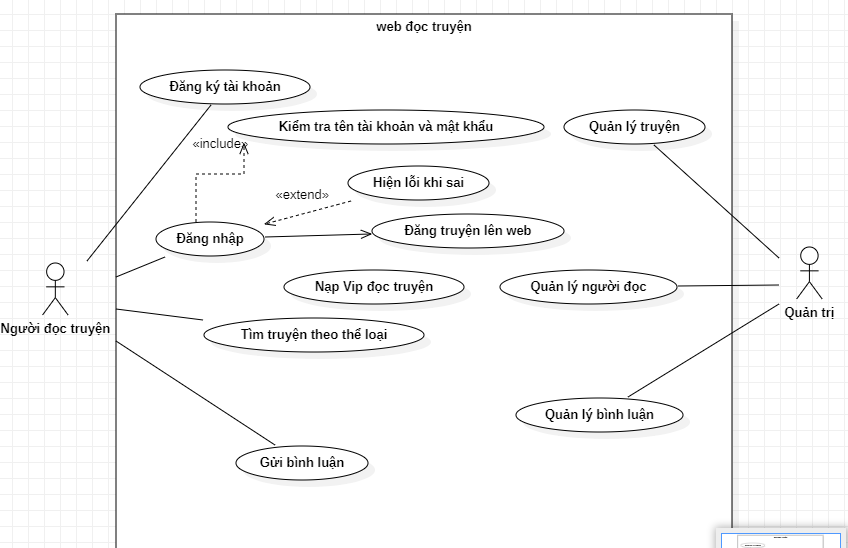 web đọc truyện
Đăng ký tài khoản
Kiểm tra tên tài khoản và mật khẩu
Quản lý truyện
«include»
Hiện lỗi khi sai
«extend»
Đăng nhập
Đăng truyện lên web
Nạp Vip đọc truyện
Quản lý người đọc
Người đọc truyện
Quản trị
Tìm truyện theo thể loại
Quản lý bình luận
Gửi bình luận